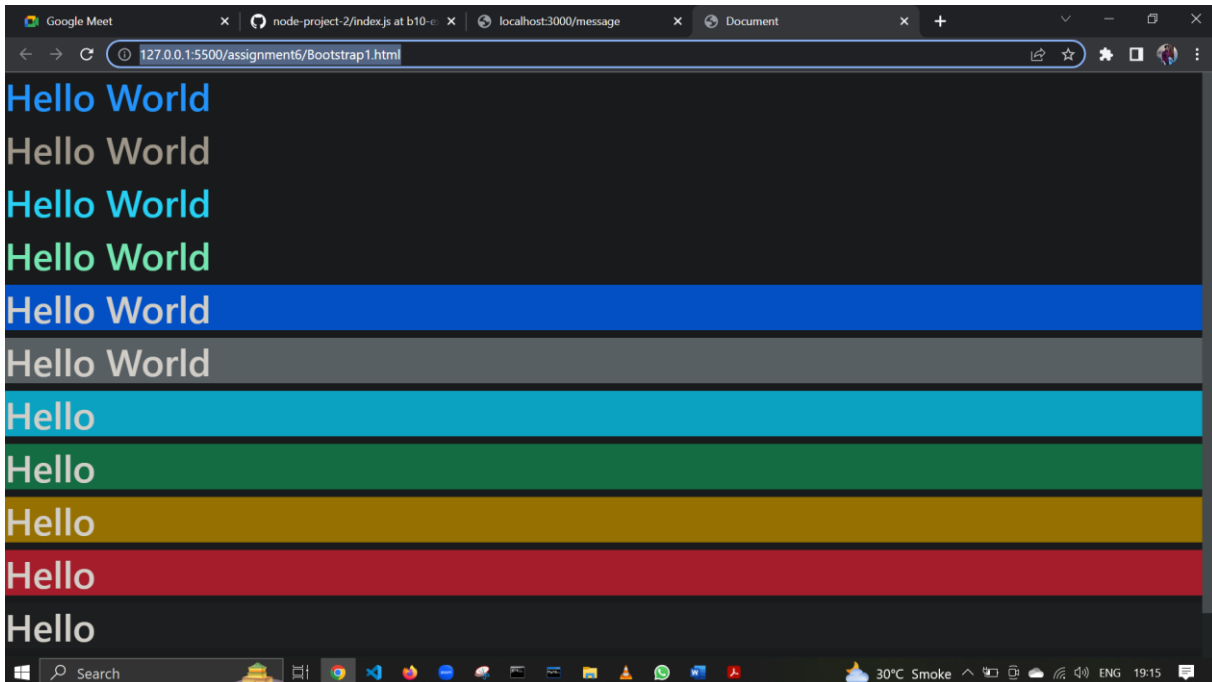 Google Meet
node-project-2/index.js at b10-e
localhost:3000/message
Document
127.0.0.1:5500/assignment6/Bootstrap1.html
Hello World
Hello World
Hello World
Hello World
Hello World
Hello World
Hello
Hello
Hello
Hello
Hello
Search
30°C Smoke
ENG
19:15